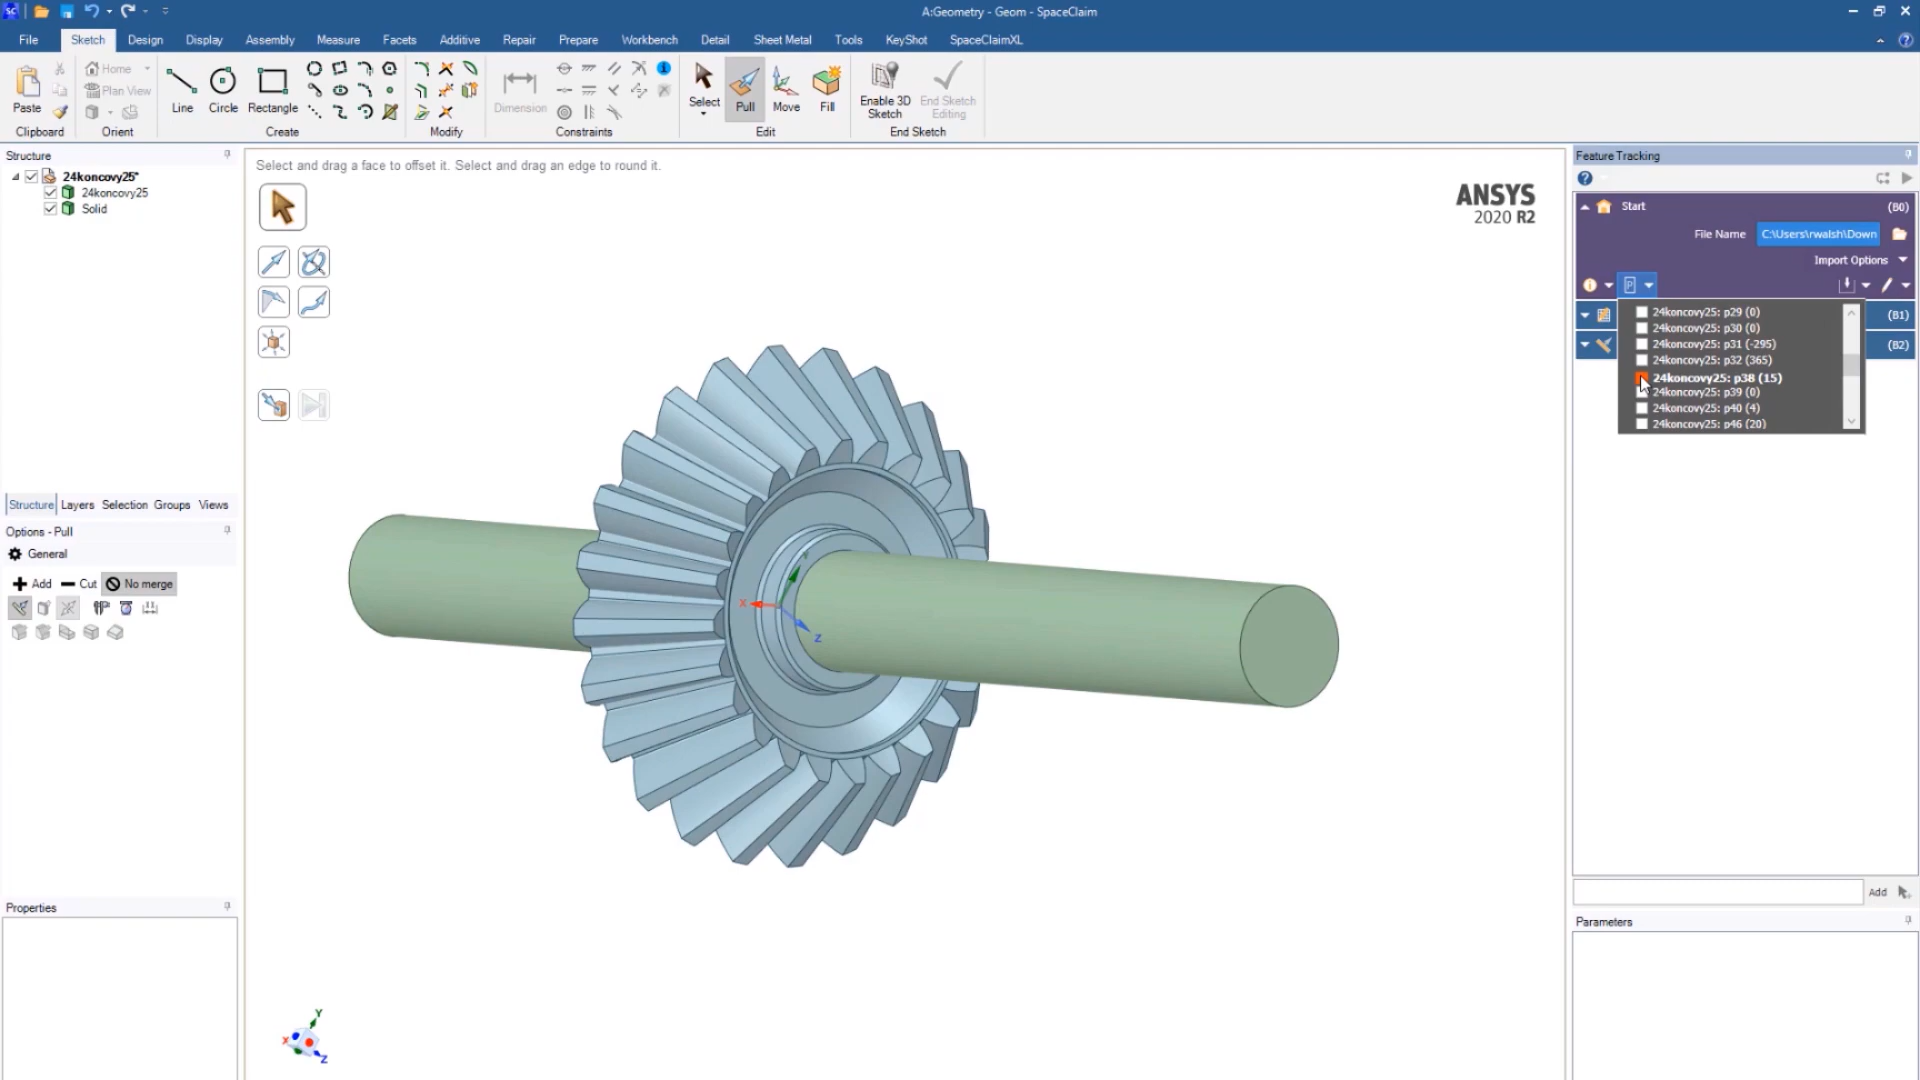 A:Geometry - Geom - SpaceClaim
File Sketch Design Display Assembly Measure Facets Additive Repair Prepare Workbench Detail Sheet Metal Tools KeyShot SpaceClaimXL
Paste
Home
Plan View
Line Circle Rectangle
Dimension
Select Pull Move Fill
Enable 3D Sketch
End Sketch Editing
Clipboard Orient Create Modify Constraints Edit End Sketch
Structure
24koncovy25*
24koncovy25
Solid
Structure Layers Selection Groups Views
Options - Pull
General
Add Cut No merge
Properties
Select and drag a face to offset it. Select and drag an edge to round it.
ANSYS
2020 R2
X
Y
Z
Y
X
Z
Feature Tracking
Start (B0)
File Name C:\Users\rwalsh\Down
Import Options
P
(B1)
(B2)
24koncovy25: p29 (0)
24koncovy25: p30 (0)
24koncovy25: p31 (-295)
24koncovy25: p32 (365)
24koncovy25: p38 (15)
24koncovy25: p39 (0)
24koncovy25: p40 (4)
24koncovy25: p46 (20)
Add
Parameters